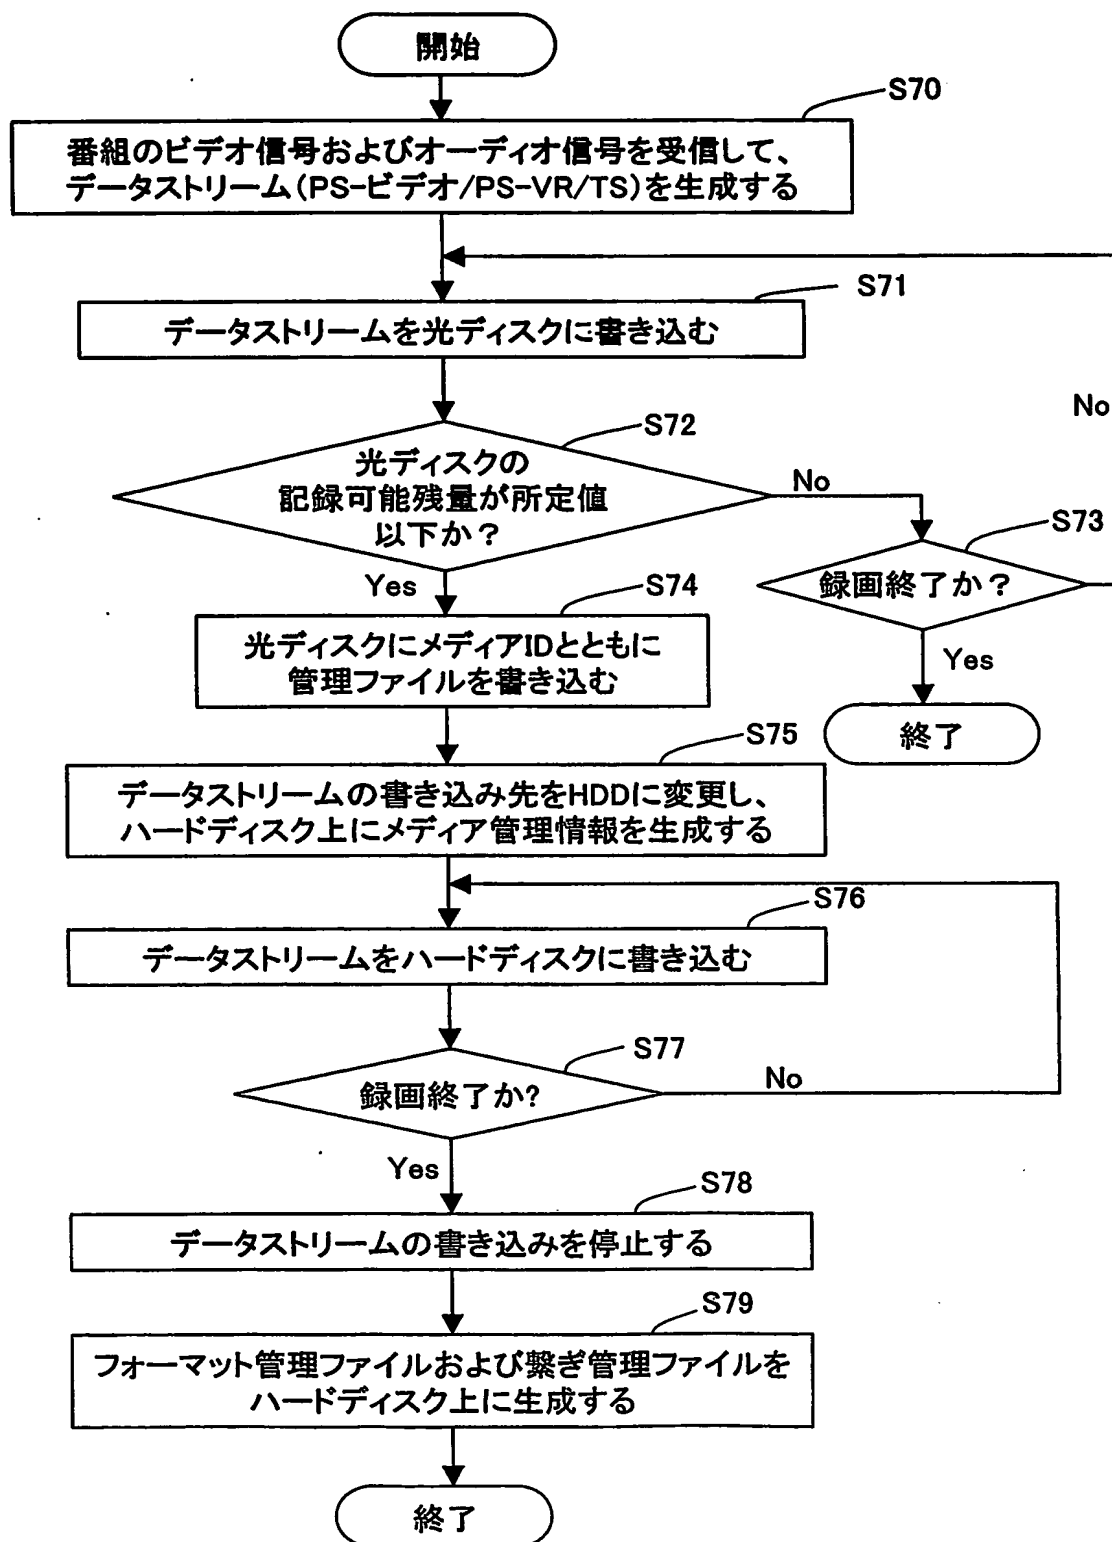 開始
S70
番組のビデオ信号およびオーディオ信号を受信して、
データストリーム(PS-ビデオ/PS-VR/TS)を生成する
S71
データストリームを光ディスクに書き込む
No
S72
光ディスクの
記録可能残量が所定値
以下か?
No
S73
録画終了か?
Yes
終了
Yes
S74
光ディスクにメディアIDとともに
管理ファイルを書き込む
S75
データストリームの書き込み先をHDDに変更し、
ハードディスク上にメディア管理情報を生成する
S76
データストリームをハードディスクに書き込む
S77
録画終了か?
No
Yes
S78
データストリームの書き込みを停止する
S79
フォーマット管理ファイルおよび繋ぎ管理ファイルを
ハードディスク上に生成する
終了